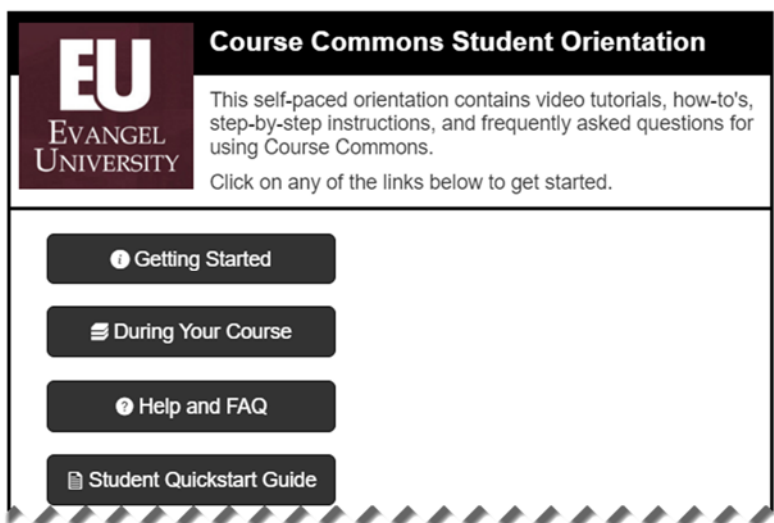 EU
EVANGEL
UNIVERSITY
Course Commons Student Orientation
This self-paced orientation contains video tutorials, how-to's,
step-by-step instructions, and frequently asked questions for
using Course Commons.
Click on any of the links below to get started.
Getting Started
During Your Course
Help and FAQ
Student Quickstart Guide